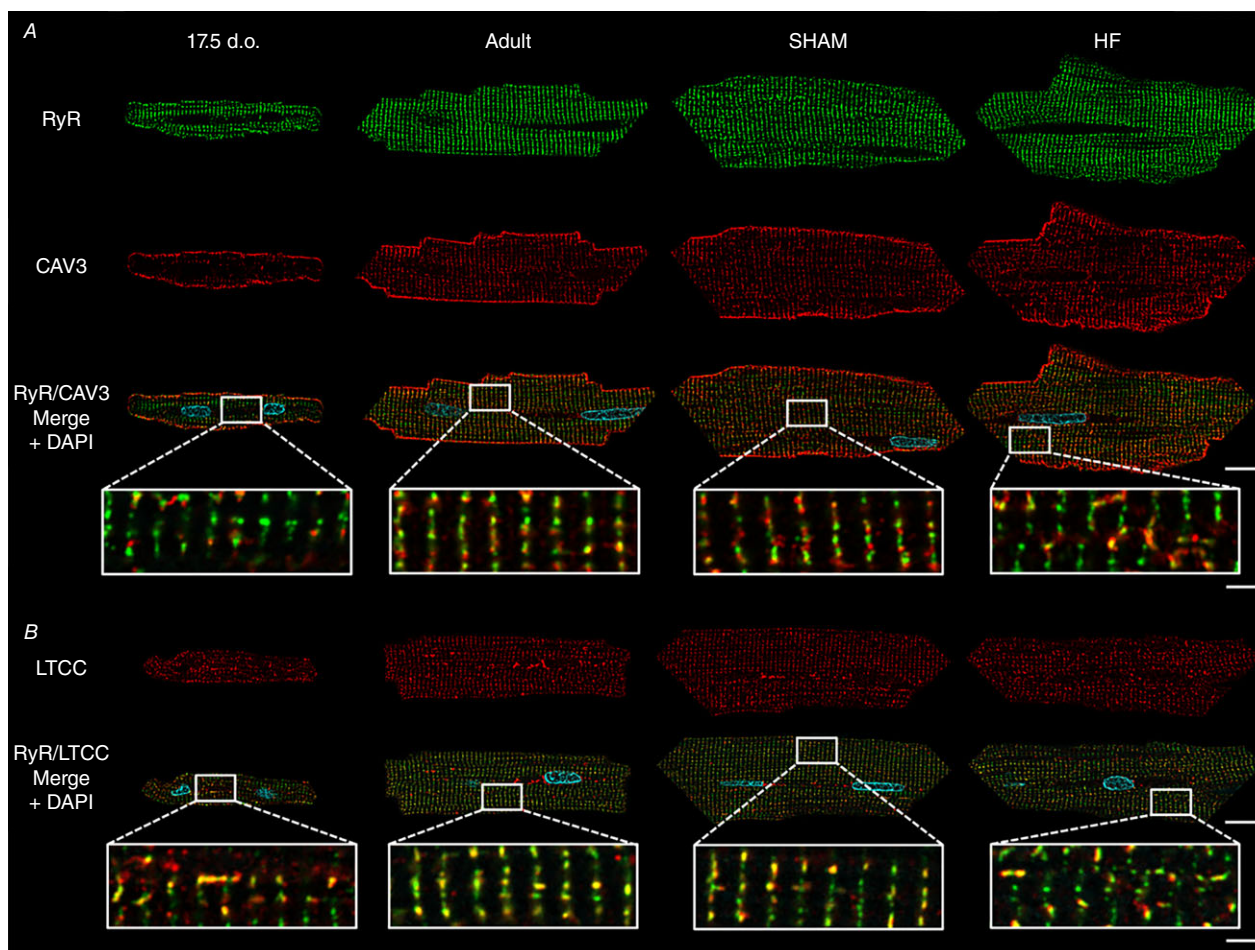 A
17.5 d.o.
Adult
SHAM
HF
RyR
CAV3
RyR/CAV3
Merge
+ DAPI
B
LTCC
RyR/LTCC
Merge
+ DAPI